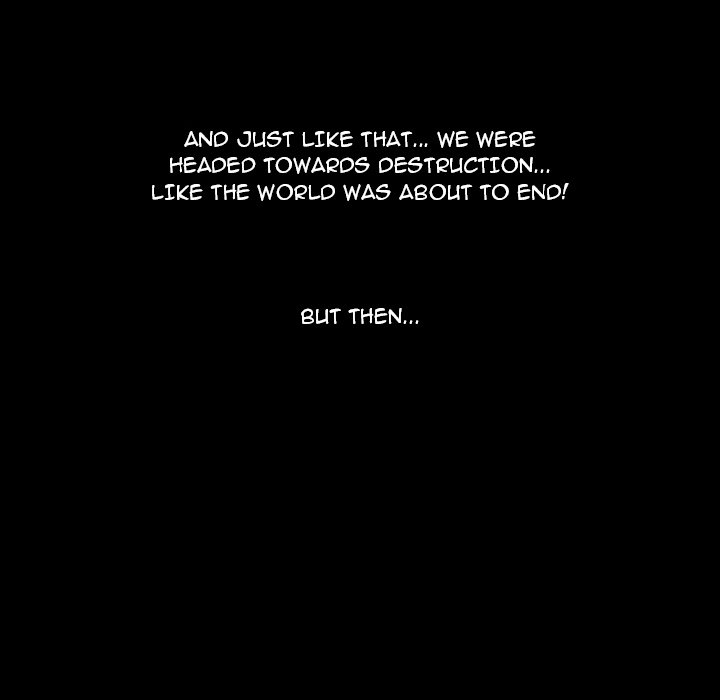 AND JUST LIKE THAT... WE WERE
HEADED TOWARDS DESTRUCTION...
LIKE THE WORLD WAS ABOUT TO END!
BUT THEN...